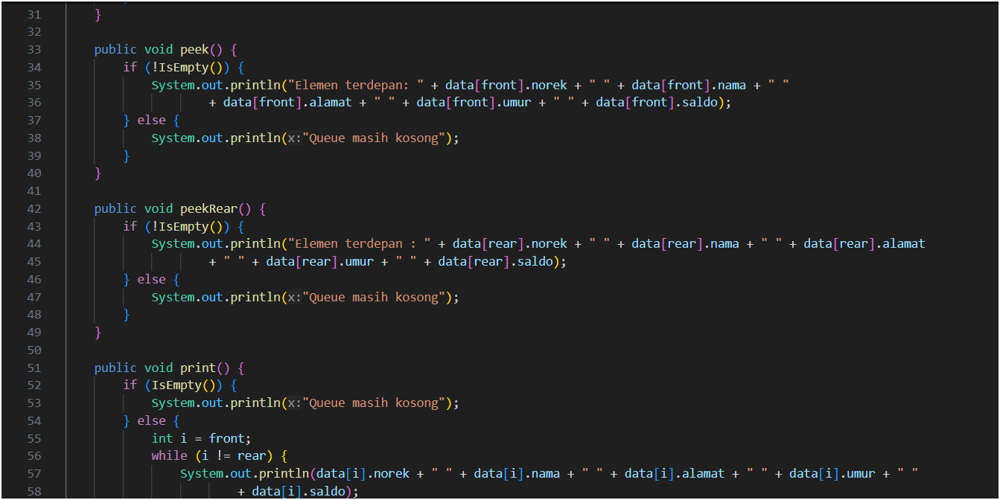 31 }
32
33 public void peek() {
34 if (!IsEmpty()) {
35 System.out.println("Elemen terdepan: " + data[front].norek + " " + data[front].nama + " "
36 + data[front].alamat + " " + data[front].umur + " " + data[front].saldo);
37 } else {
38 System.out.println(x:"Queue masih kosong");
39 }
40 }
41
42 public void peekRear() {
43 if (!IsEmpty()) {
44 System.out.println("Elemen terdepan : " + data[rear].norek + " " + data[rear].nama + " " + data[rear].alamat
45 + " " + data[rear].umur + " " + data[rear].saldo);
46 } else {
47 System.out.println(x:"Queue masih kosong");
48 }
49 }
50
51 public void print() {
52 if (IsEmpty()) {
53 System.out.println(x:"Queue masih kosong");
54 } else {
55 int i = front;
56 while (i != rear) {
57 System.out.println(data[i].norek + " " + data[i].nama + " " + data[i].alamat + " " + data[i].umur + " "
58 + data[i].saldo);